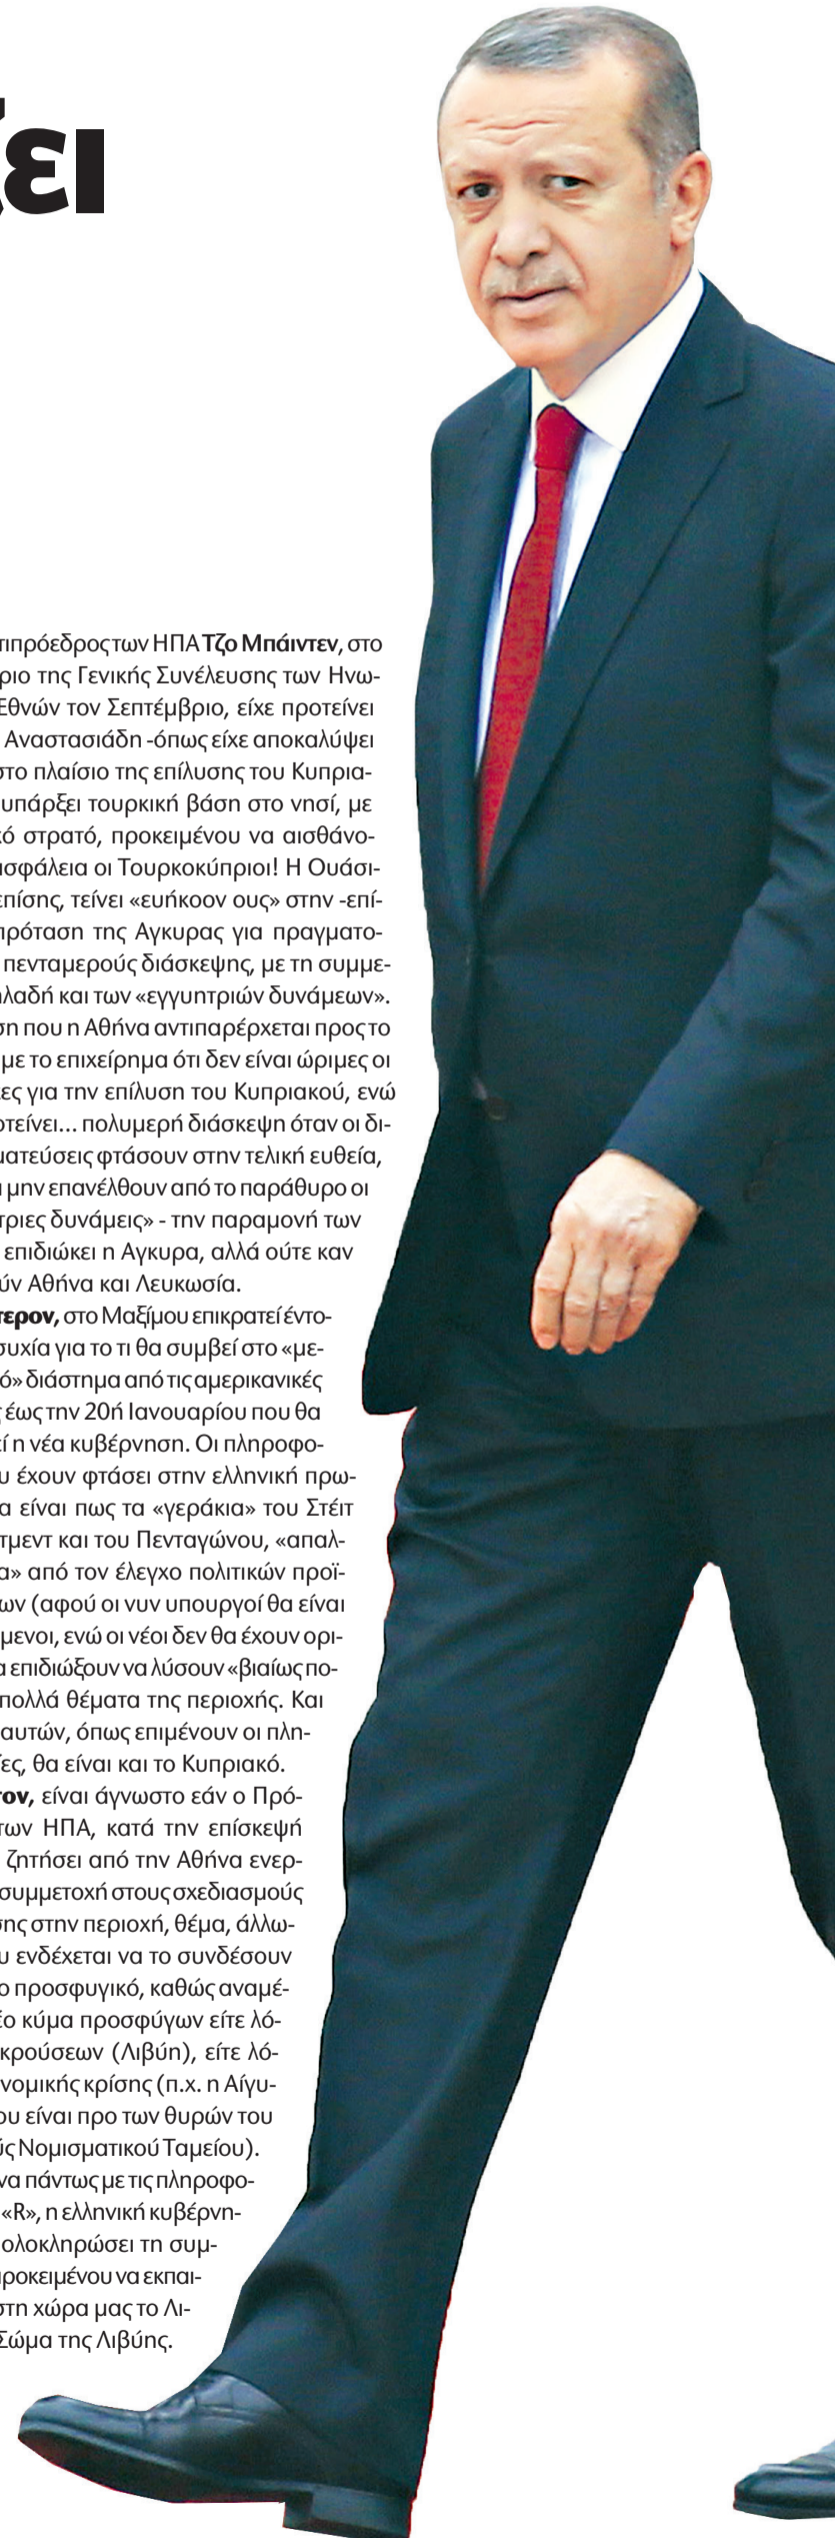 ζει
τιπρόεδρος των ΗΠΑ Τζο Μπάιντεν, στο
ριο της Γενικής Συνέλευσης των Ηνω-
Εθνών τον Σεπτέμβριο, είχε προτείνει
Αναστασιάδη -όπως είχε αποκαλύψει
στο πλαίσιο της επίλυσης του Κυπρια-
υπάρξει τουρκική βάση στο νησί, με
κό στρατό, προκειμένου να αισθάνο-
ασφάλεια οι Τουρκοκύπριοι! Η Ουάσι-
επίσης, τείνει «ευήκοον ους» στην -επί-
πρόταση της Αγκυρας για πραγματο-
πενταμερούς διάσκεψης, με τη συμμε-
ηλαδή και των «εγγυητριών δυνάμεων».
ση που η Αθήνα αντιπαρέρχεται προς το
με το επιχείρημα ότι δεν είναι ώριμες οι
κες για την επίλυση του Κυπριακού, ενώ
οτείνει... πολυμερή διάσκεψη όταν οι δι-
ματεύσεις φτάσουν στην τελική ευθεία,
α μην επανέλθουν από το παράθυρο οι
τριες δυνάμεις» - την παραμονή των
επιδιώκει η Αγκυρα, αλλά ούτε καν
ύν Αθήνα και Λευκωσία.
τερον, στο Μαξίμου επικρατεί έντο-
συχία για το τι θα συμβεί στο «με-
ό» διάστημα από τις αμερικανικές
ς έως την 20ή Ιανουαρίου που θα
εί η νέα κυβέρνηση. Οι πληροφο-
υ έχουν φτάσει στην ελληνική πρω-
α είναι πως τα «γεράκια» του Στέιτ
τμεντ και του Πενταγώνου, «απαλ-
α» από τον έλεγχο πολιτικών προϊ-
ων (αφού οι νυν υπουργοί θα είναι
μενοι, ενώ οι νέοι δεν θα έχουν ορι-
α επιδιώξουν να λύσουν «βιαίως πο-
πολλά θέματα της περιοχής. Και
αυτών, όπως επιμένουν οι πλη-
ίες, θα είναι και το Κυπριακό.
τον, είναι άγνωστο εάν ο Πρό-
των ΗΠΑ, κατά την επίσκεψή
ζητήσει από την Αθήνα ενερ-
συμμετοχή στους σχεδιασμούς
σης στην περιοχή, θέμα, άλλω-
υ ενδέχεται να το συνδέσουν
ο προσφυγικό, καθώς αναμέ-
έο κύμα προσφύγων είτε λό-
κρούσεων (Λιβύη), είτε λό-
νομικής κρίσης (π.χ. η Αίγυ-
ου είναι προ των θυρών του
ύς Νομισματικού Ταμείου).
να πάντως με τις πληροφο-
«R», η ελληνική κυβέρνη-
ολοκληρώσει τη συμ-
προκειμένου να εκπαι-
στη χώρα μας το Λι-
Σώμα της Λιβύης.